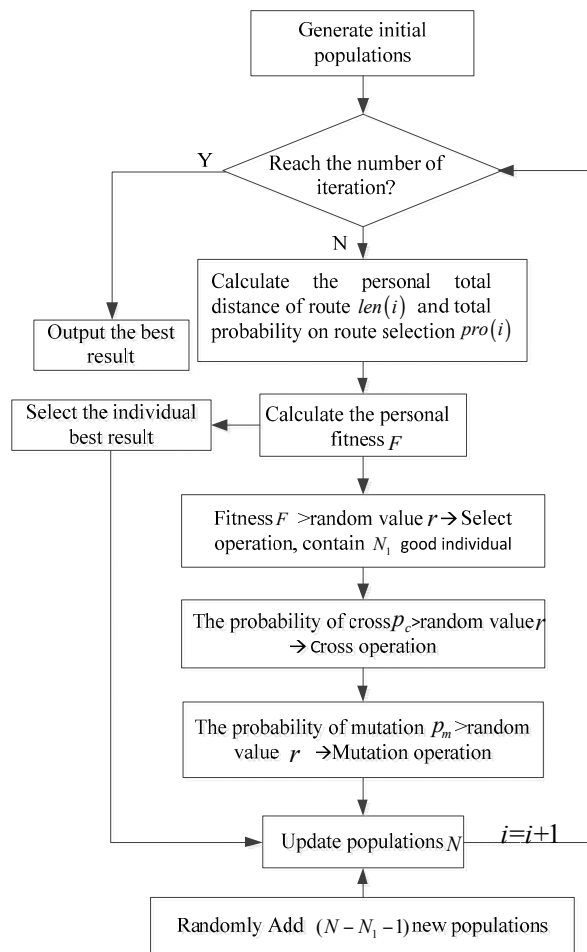 Generate initial
populations
Reach the number of
iteration?
Y
N
Calculate the personal total
distance of route len(i) and total
probability on route selection pro(i)
Output the best
result
Select the individual
best result
Calculate the personal
fitness F
Fitness F >random value r → Select
operation, contain N₁ good individual
The probability of cross p_c>random value r
→ Cross operation
The probability of mutation p_m >random
value r →Mutation operation
Update populations N
i=i+1
Randomly Add (N−N₁−1) new populations